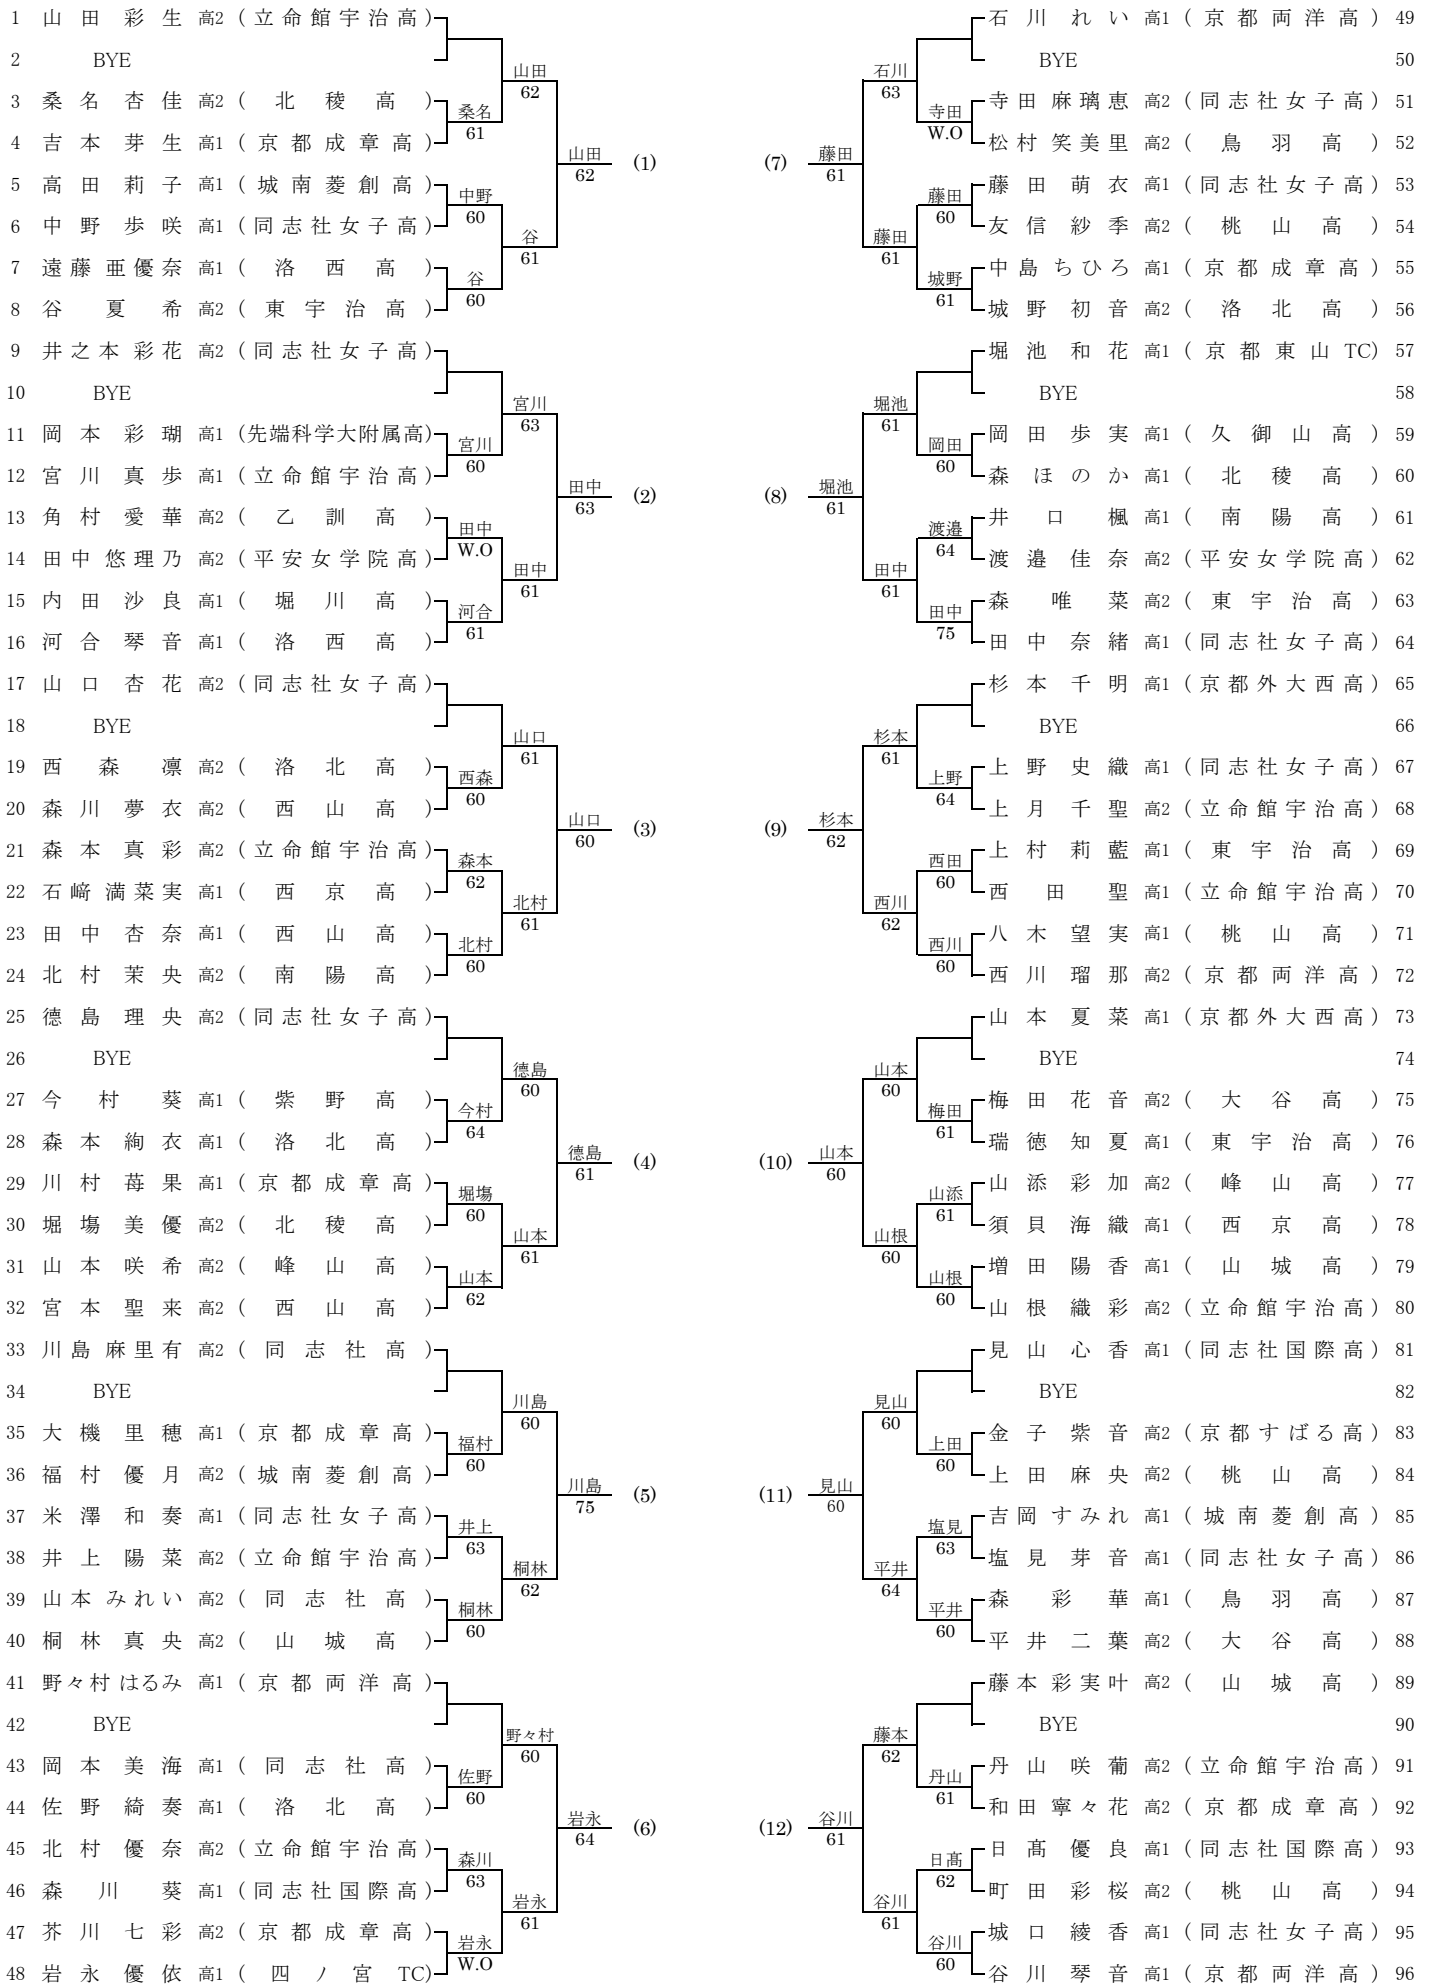 1 山田彩生 高2 (立命館宇治高)
2 BYE
山田
62
3 桑名杏佳 高2 (北稜高)
桑名
61
4 吉本芽生 高1 (京都成章高)
山田 (1)
62
5 高田莉子 高1 (城南菱創高)
中野
60
6 中野歩咲 高1 (同志社女子高)
谷
61
7 遠藤亜優奈 高1 (洛西高)
谷
60
8 谷夏希 高2 (東宇治高)
9 井之本彩花 高2 (同志社女子高)
10 BYE
宮川
63
11 岡本彩瑚 高1 (先端科学大附属高)
宮川
60
12 宮川真歩 高1 (立命館宇治高)
田中 (2)
63
13 角村愛華 高2 (乙訓高)
田中
W.O
14 田中悠理乃 高2 (平安女学院高)
田中
61
15 内田沙良 高1 (堀川高)
河合
61
16 河合琴音 高1 (洛西高)
17 山口杏花 高2 (同志社女子高)
18 BYE
山口
61
19 西森凛 高2 (洛北高)
西森
60
20 森川夢衣 高2 (西山高)
山口 (3)
60
21 森本真彩 高2 (立命館宇治高)
森本
62
22 石﨑満菜実 高1 (西京高)
北村
61
23 田中杏奈 高1 (西山高)
北村
60
24 北村茉央 高2 (南陽高)
25 德島理央 高2 (同志社女子高)
26 BYE
德島
60
27 今村葵 高1 (紫野高)
今村
64
28 森本絢衣 高1 (洛北高)
德島 (4)
61
29 川村苺果 高1 (京都成章高)
堀塲
60
30 堀塲美優 高2 (北稜高)
山本
61
31 山本咲希 高2 (峰山高)
山本
62
32 宮本聖来 高2 (西山高)
33 川島麻里有 高2 (同志社高)
34 BYE
川島
60
35 大機里穂 高1 (京都成章高)
福村
60
36 福村優月 高2 (城南菱創高)
川島 (5)
75
37 米澤和奏 高1 (同志社女子高)
井上
63
38 井上陽菜 高2 (立命館宇治高)
桐林
62
39 山本みれい 高2 (同志社高)
桐林
60
40 桐林真央 高2 (山城高)
41 野々村はるみ 高1 (京都両洋高)
42 BYE
野々村
60
43 岡本美海 高1 (同志社高)
佐野
60
44 佐野綺奏 高1 (洛北高)
岩永 (6)
64
45 北村優奈 高2 (立命館宇治高)
森川
63
46 森川葵 高1 (同志社国際高)
岩永
61
47 芥川七彩 高2 (京都成章高)
岩永
W.O
48 岩永優依 高1 (四ノ宮TC)
石川れい 高1 (京都両洋高) 49
BYE 50
石川
63
寺田麻璃恵 高2 (同志社女子高) 51
寺田
W.O
松村笑美里 高2 (鳥羽高) 52
(7) 藤田
61
藤田萌衣 高1 (同志社女子高) 53
藤田
60
友信紗季 高2 (桃山高) 54
藤田
61
中島ちひろ 高1 (京都成章高) 55
城野
61
城野初音 高2 (洛北高) 56
堀池和花 高1 (京都東山TC) 57
BYE 58
堀池
61
岡田歩実 高1 (久御山高) 59
岡田
60
森ほのか 高1 (北稜高) 60
(8) 堀池
61
井口楓 高1 (南陽高) 61
渡邉
64
渡邉佳奈 高2 (平安女学院高) 62
田中
61
森唯菜 高2 (東宇治高) 63
田中
75
田中奈緒 高1 (同志社女子高) 64
杉本千明 高1 (京都外大西高) 65
BYE 66
杉本
61
上野史織 高1 (同志社女子高) 67
上野
64
上月千聖 高2 (立命館宇治高) 68
(9) 杉本
62
上村莉藍 高1 (東宇治高) 69
西田
60
西田聖 高1 (立命館宇治高) 70
西川
62
八木望実 高1 (桃山高) 71
西川
60
西川瑠那 高2 (京都両洋高) 72
山本夏菜 高1 (京都外大西高) 73
BYE 74
山本
60
梅田花音 高2 (大谷高) 75
梅田
61
瑞徳知夏 高1 (東宇治高) 76
(10) 山本
60
山添彩加 高2 (峰山高) 77
山添
61
須貝海織 高1 (西京高) 78
山根
60
増田陽香 高1 (山城高) 79
山根
60
山根織彩 高2 (立命館宇治高) 80
見山心香 高1 (同志社国際高) 81
BYE 82
見山
60
金子紫音 高2 (京都すばる高) 83
上田
60
上田麻央 高2 (桃山高) 84
(11) 見山
60
吉岡すみれ 高1 (城南菱創高) 85
塩見
63
塩見芽音 高1 (同志社女子高) 86
平井
64
森彩華 高1 (鳥羽高) 87
平井
60
平井二葉 高2 (大谷高) 88
藤本彩実叶 高2 (山城高) 89
BYE 90
藤本
62
丹山咲葡 高2 (立命館宇治高) 91
丹山
61
和田寧々花 高2 (京都成章高) 92
(12) 谷川
61
日髙優良 高1 (同志社国際高) 93
日髙
62
町田彩桜 高2 (桃山高) 94
谷川
61
城口綾香 高1 (同志社女子高) 95
谷川
60
谷川琴音 高1 (京都両洋高) 96